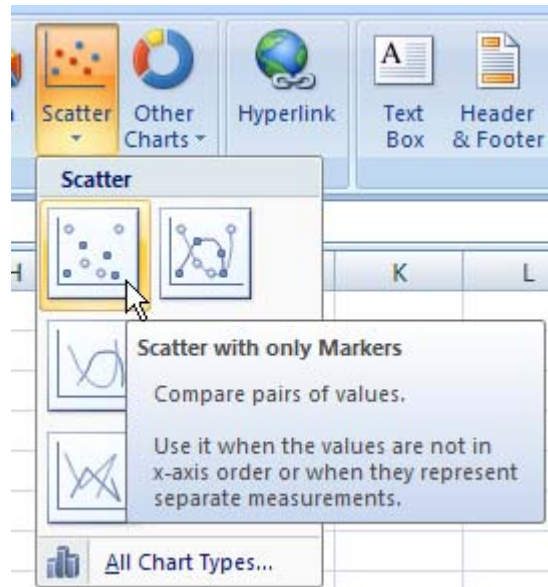 A
Scatter
Other
Charts
Hyperlink
Text
Box
Header
& Footer
Scatter
H
K
L
Scatter with only Markers
Compare pairs of values.
Use it when the values are not in
x-axis order or when they represent
separate measurements.
All Chart Types...